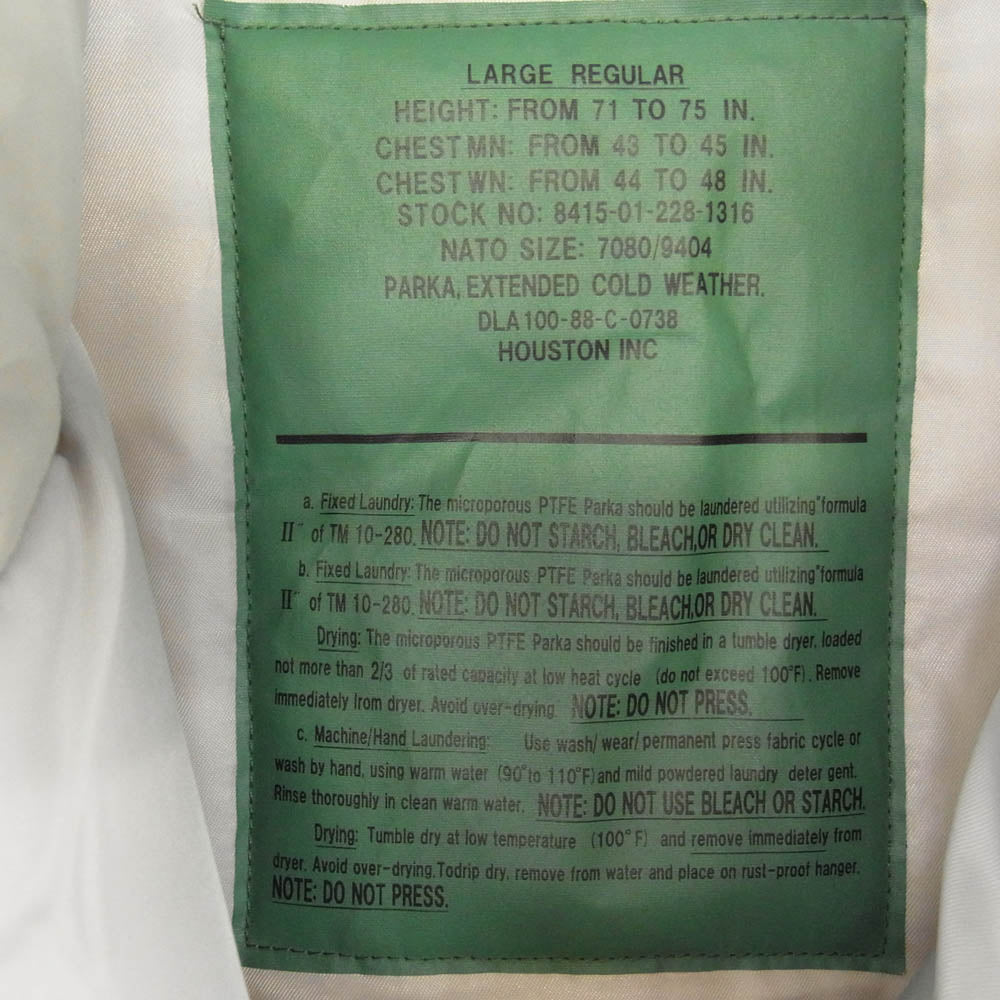 LARGE REGULAR
HEIGHT: FROM 71 TO 75 IN.
CHEST MN: FROM 43 TO 45 IN.
CHEST WN: FROM 44 TO 48 IN.
STOCK NO: 8415-01-228-1316
NATO SIZE: 7080/9404
PARKA, EXTENDED COLD WEATHER.
DLA100-88-C-0738
HOUSTON INC
a. Fixed Laundry: The microporous PTFE Parka should be laundered utilizing"formula
II" of TM 10-280. NOTE: DO NOT STARCH, BLEACH,OR DRY CLEAN.
b. Fixed Laundry: The microporous PTFE Parka should be laundered utilizing"formula
II" of TM 10-280. NOTE: DO NOT STARCH, BLEACH,OR DRY CLEAN.
Drying: The microporous PTFE Parka should be finished in a tumble dryer, loaded
not more than 2/3 of rated capacity at low heat cycle (do not exceed 100°F). Remove
immediately lrom dryer. Avoid over-drying NOTE: DO NOT PRESS.
c. Machine/Hand Laundering: Use wash/wear/permanent press fabric cycle or
wash by hand, using warm water (90°to 110°F)and mild powdered laundry deter gent.
Rinse thoroughly in clean warm water. NOTE: DO NOT USE BLEACH OR STARCH.
Drying: Tumble dry at low temperature (100°F) and remove immediately from
dryer. Avoid over-drying.Todrip dry, remove from water and place on rust-proof hanger.
NOTE: DO NOT PRESS.